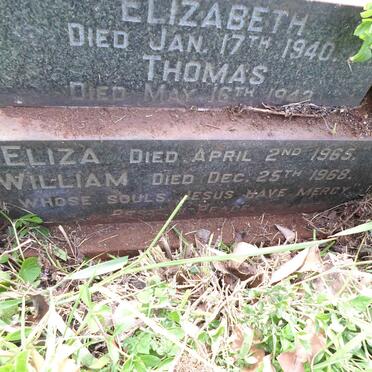 ELIZABETH
DIED JAN. 17TH 1940.
THOMAS
DIED MAY 16TH 1942.
ELIZA DIED APRIL 2ND 1965.
WILLIAM DIED DEC. 25TH 1968.
WHOSE SOULS JESUS HAVE MERCY.